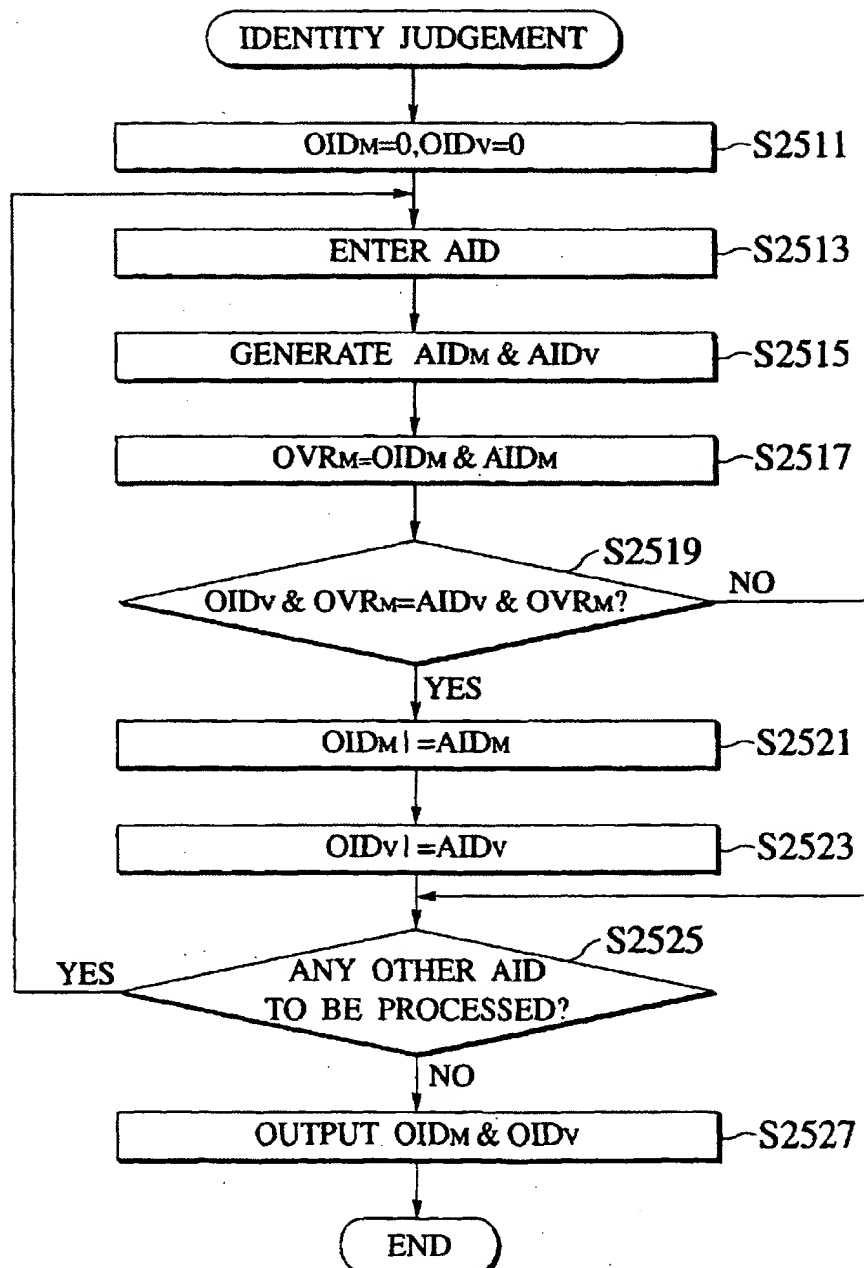 IDENTITY JUDGEMENT
OIDM=0,OIDV=0
S2511
ENTER AID
S2513
GENERATE AIDM & AIDV
S2515
OVRM=OIDM & AIDM
S2517
S2519
OIDV & OVRM=AIDV & OVRM?
NO
YES
OIDM|=AIDM
S2521
OIDV|=AIDV
S2523
S2525
YES
ANY OTHER AID
TO BE PROCESSED?
NO
OUTPUT OIDM & OIDV
S2527
END